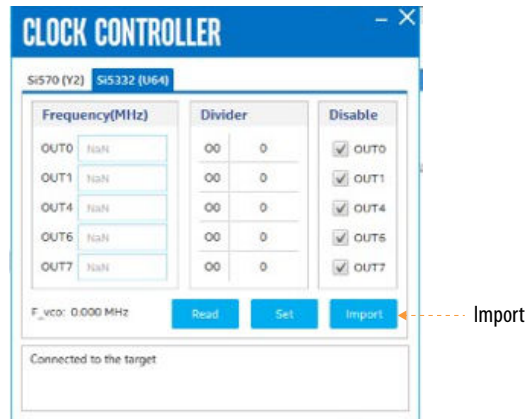 CLOCK CONTROLLER
Si570 (Y2) Si5332 (U64)
Frequency(MHz) Divider Disable
OUT0 NaN O0 0 OUT0
OUT1 NaN O0 0 OUT1
OUT4 NaN O0 0 OUT4
OUT6 NaN O0 0 OUT6
OUT7 NaN O0 0 OUT7
F_vco: 0.000 MHz Read Set Import
Import
Connected to the target